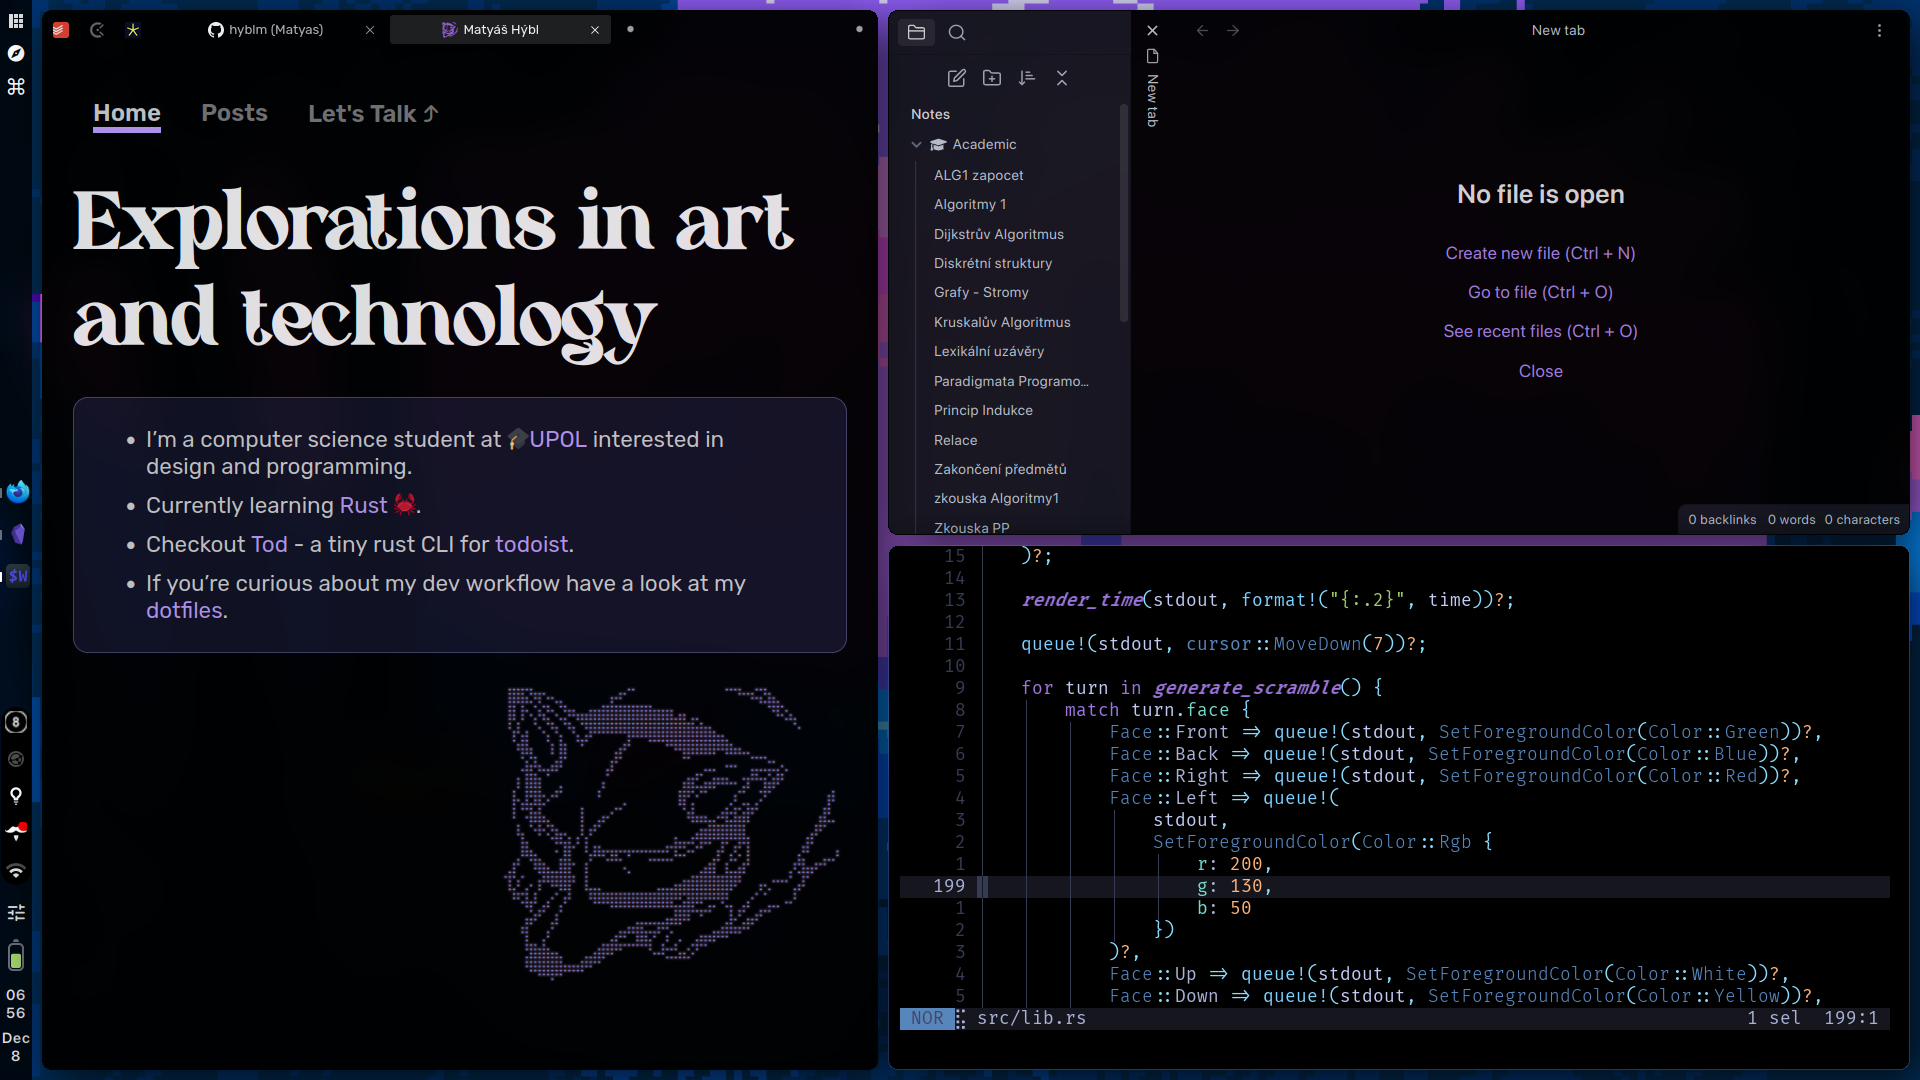 hyblm (Matyas)
Matyáš Hýbl
Home
Posts
Let's Talk
Explorations in art
and technology
I'm a computer science student at UPOL interested in
design and programming.
Currently learning Rust .
Checkout Tod - a tiny rust CLI for todoist.
If you're curious about my dev workflow have a look at my
dotfiles.
$W
8
06
56
Dec
8
Notes
Academic
ALG1 zapocet
Algoritmy 1
Dijkstrův Algoritmus
Diskrétní struktury
Grafy - Stromy
Kruskalův Algoritmus
Lexikální uzávěry
Paradigmata Programo...
Princip Indukce
Relace
Zakončení předmětů
zkouska Algoritmy1
Zkouska PP
New tab
New tab
No file is open
Create new file (Ctrl + N)
Go to file (Ctrl + O)
See recent files (Ctrl + O)
Close
0 backlinks 0 words 0 characters
15 )?;
14
13 render_time(stdout, format!("{:.2}", time))?;
12
11 queue!(stdout, cursor::MoveDown(7))?;
10
9 for turn in generate_scramble() {
8 match turn.face {
7 Face::Front => queue!(stdout, SetForegroundColor(Color::Green))?,
6 Face::Back => queue!(stdout, SetForegroundColor(Color::Blue))?,
5 Face::Right => queue!(stdout, SetForegroundColor(Color::Red))?,
4 Face::Left => queue!(
3 stdout,
2 SetForegroundColor(Color::Rgb {
1 r: 200,
199 g: 130,
1 b: 50
2 })
3 )?,
4 Face::Up => queue!(stdout, SetForegroundColor(Color::White))?,
5 Face::Down => queue!(stdout, SetForegroundColor(Color::Yellow))?,
NOR src/lib.rs 1 sel 199:1